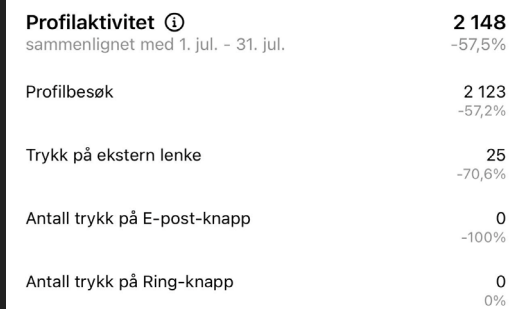 Profilaktivitet
2 148
sammenlignet med 1. jul. - 31. jul.
-57,5%
Profilbesøk
2 123
-57,2%
Trykk på ekstern lenke
25
-70,6%
Antall trykk på E-post-knapp
0
-100%
Antall trykk på Ring-knapp
0
0%